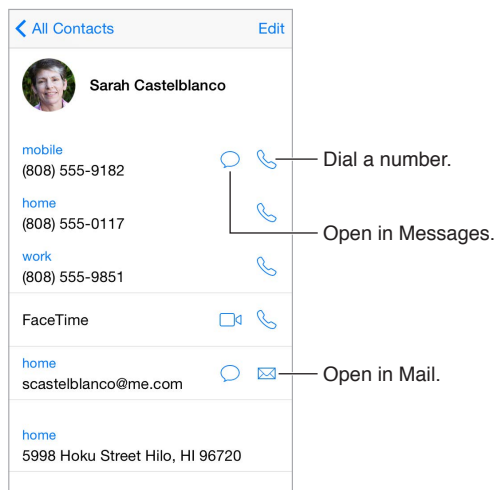 All Contacts Edit
Sarah Castelblanco
mobile
(808) 555-9182
Dial a number.
home
(808) 555-0117
Open in Messages.
work
(808) 555-9851
FaceTime
home
scastelblanco@me.com
Open in Mail.
home
5998 Hoku Street Hilo, HI 96720